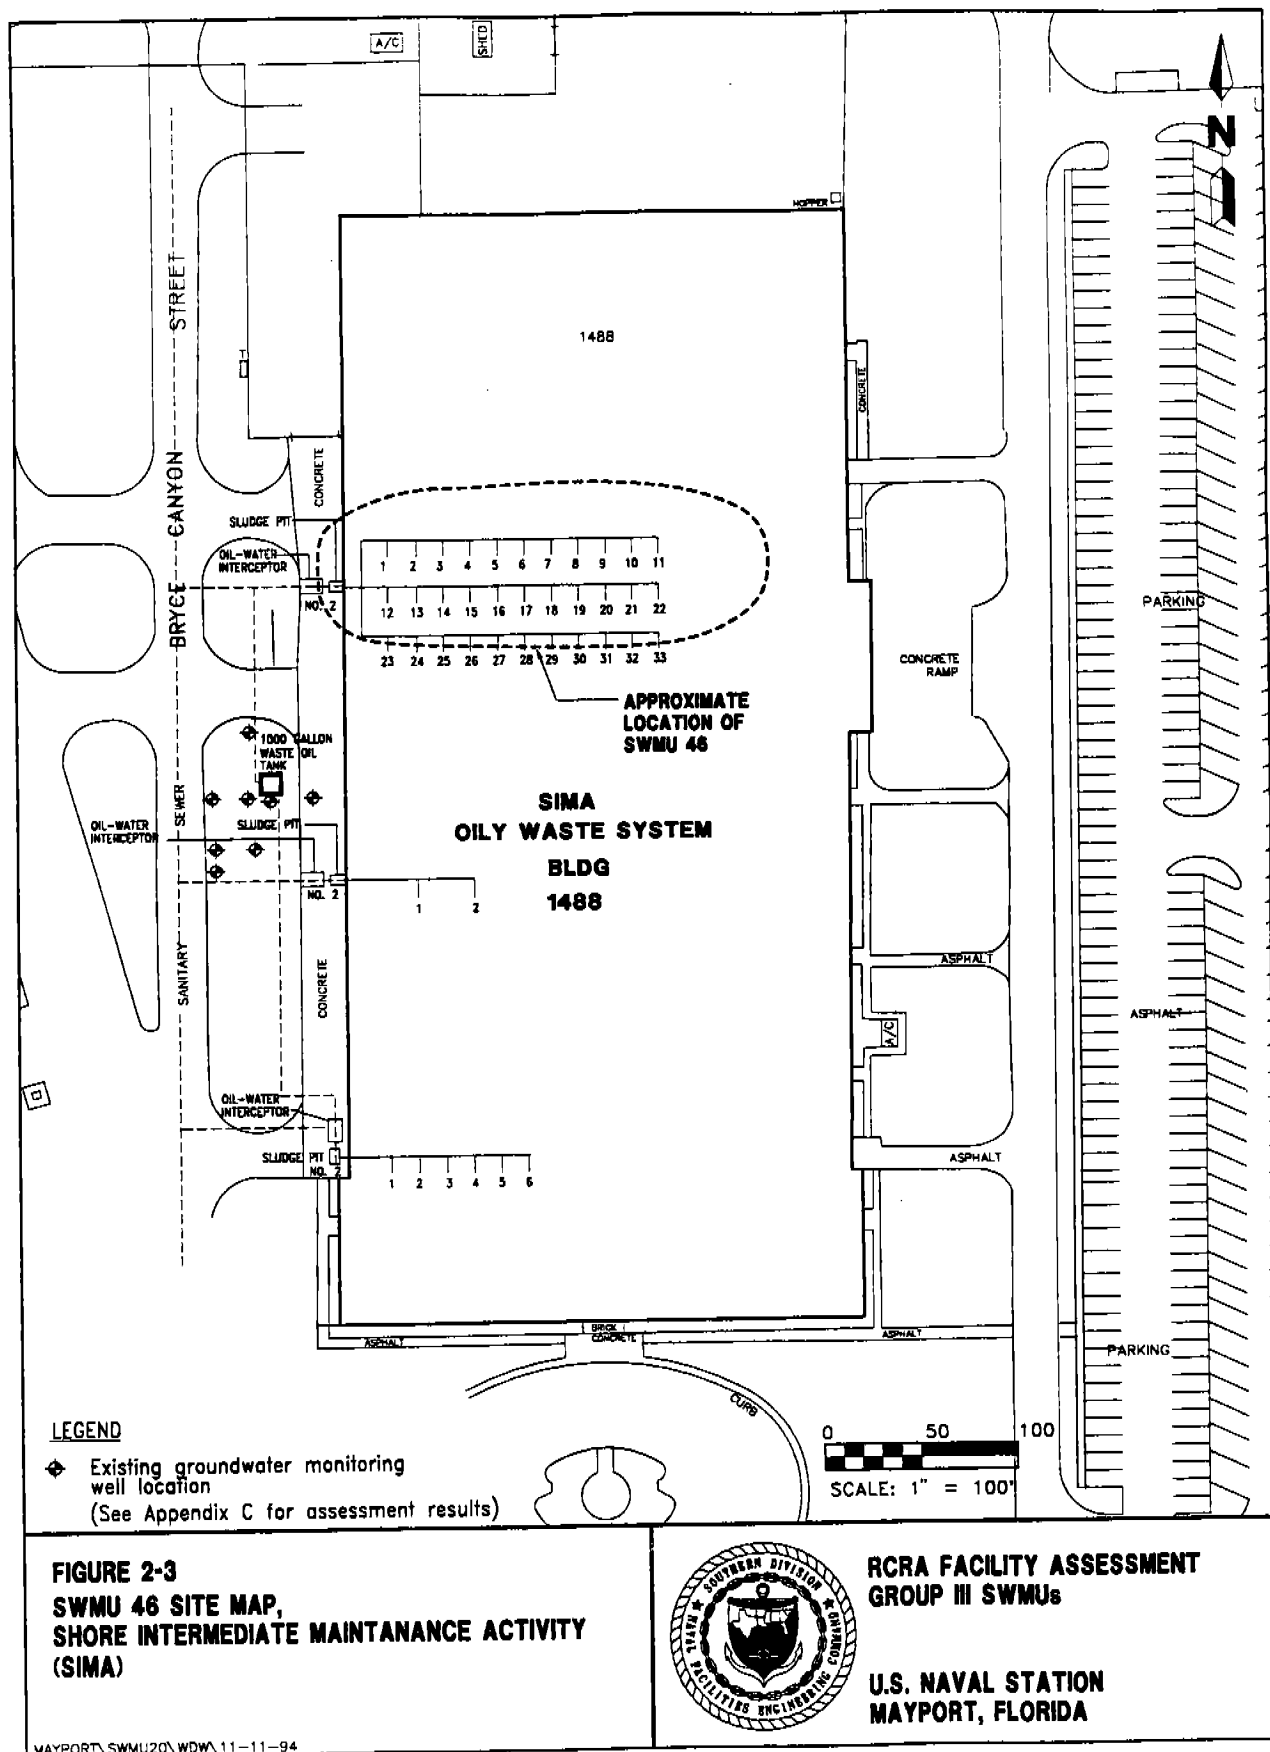 A/C
SHED
N
HOPPER
1488
STREET
T
CONCRETE
CONCRETE
CANYON
SLUDGE PIT
OIL-WATER
INTERCEPTOR
1 2 3 4 5 6 7 8 9 10 11
NO. 2
12 13 14 15 16 17 18 19 20 21 22
BRYCE
PARKING
23 24 25 26 27 28 29 30 31 32 33
CONCRETE
RAMP
APPROXIMATE
LOCATION OF
SWMU 46
1000 GALLON
WASTE OIL
TANK
SEWER
SIMA
OILY WASTE SYSTEM
BLDG
1488
OIL-WATER
INTERCEPTOR
SLUDGE PIT
NO. 2
1 2
SANITARY
CONCRETE
ASPHALT
ASPHALT
A/C
OIL-WATER
INTERCEPTOR
SLUDGE PIT
NO. 2
1 2 3 4 5 6
ASPHALT
BRICK
CONCRETE
ASPHALT
ASPHALT
PARKING
CURB
LEGEND
Existing groundwater monitoring
well location
(See Appendix C for assessment results)
0 50 100
SCALE: 1" = 100'
FIGURE 2-3
SWMU 46 SITE MAP,
SHORE INTERMEDIATE MAINTANANCE ACTIVITY
(SIMA)
SOUTHERN DIVISION
NAVAL FACILITIES ENGINEERING COMMAND
RCRA FACILITY ASSESSMENT
GROUP III SWMUs
U.S. NAVAL STATION
MAYPORT, FLORIDA
MAYPORT\SWMU20\WDW\11-11-94